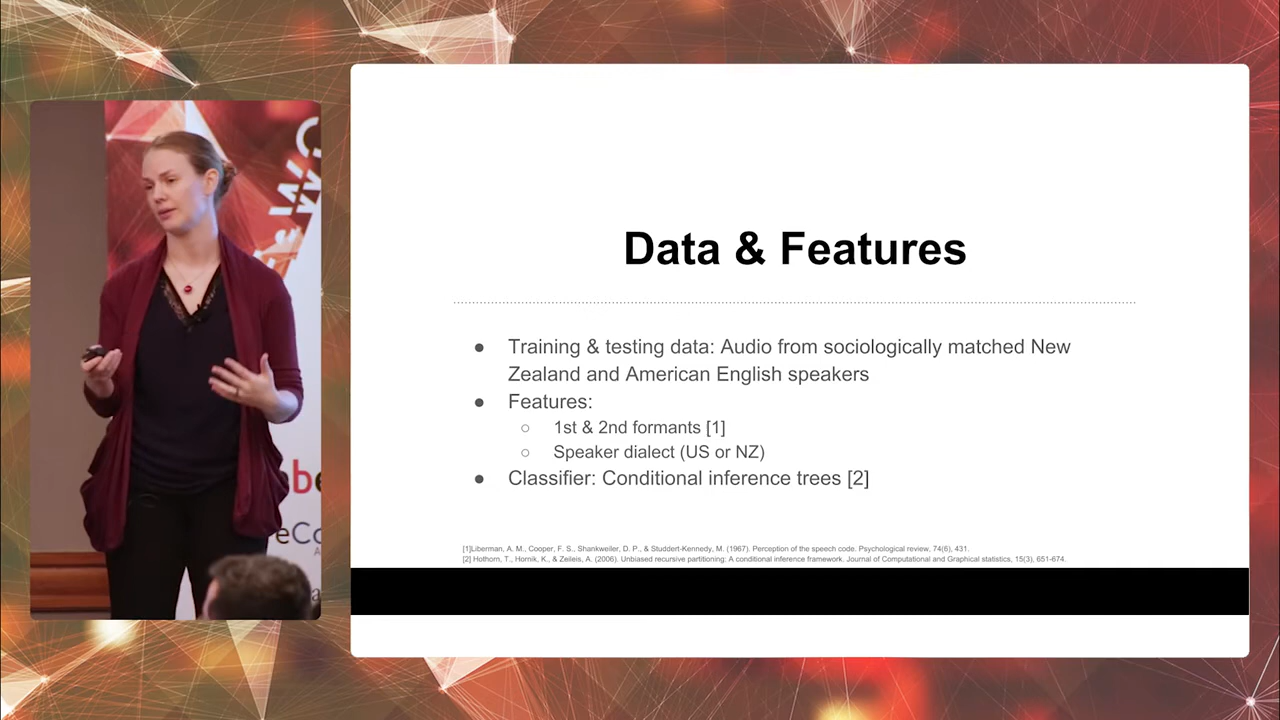 Data & Features
● Training & testing data: Audio from sociologically matched New
Zealand and American English speakers
● Features:
○ 1st & 2nd formants [1]
○ Speaker dialect (US or NZ)
● Classifier: Conditional inference trees [2]
[1]Liberman, A. M., Cooper, F. S., Shankweiler, D. P., & Studdert-Kennedy, M. (1967). Perception of the speech code. Psychological review, 74(6), 431.
[2] Hothorn, T., Hornik, K., & Zeileis, A. (2006). Unbiased recursive partitioning: A conditional inference framework. Journal of Computational and Graphical statistics, 15(3), 651-674.